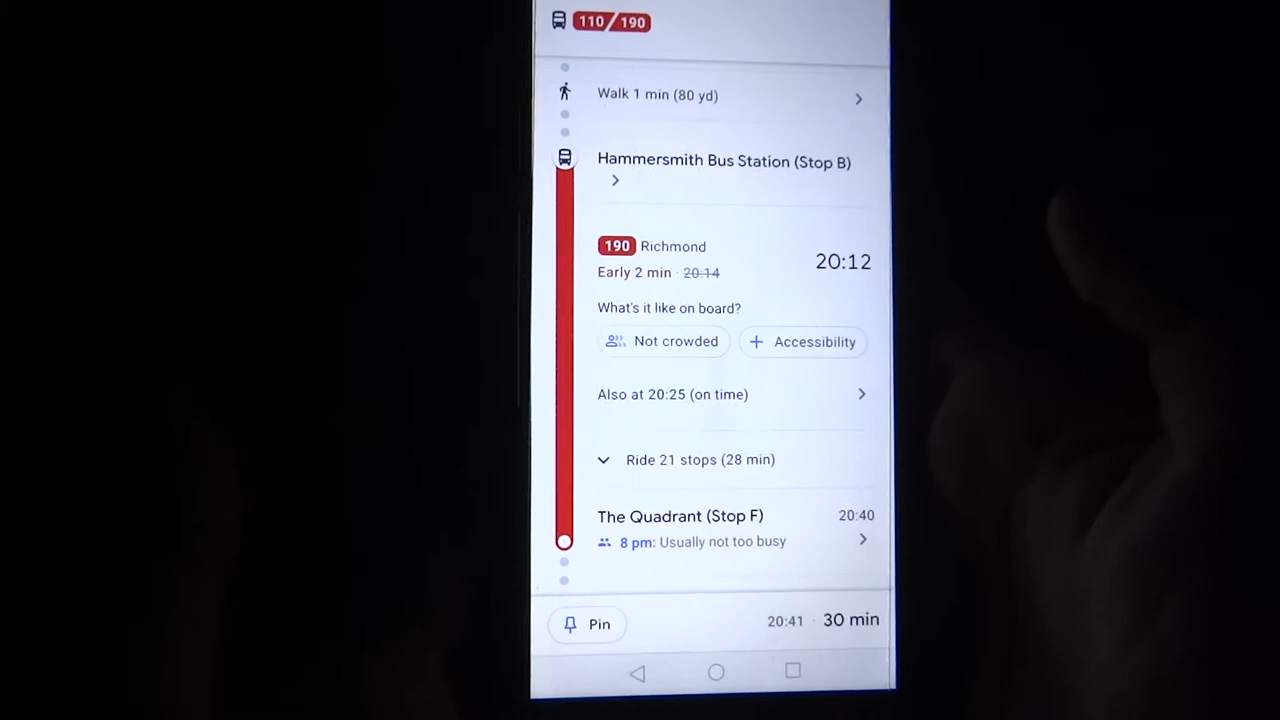 110/190
Walk 1 min (80 yd)
Hammersmith Bus Station (Stop B)
190 Richmond
20:12
Early 2 min · 20:14
What's it like on board?
Not crowded
Accessibility
Also at 20:25 (on time)
Ride 21 stops (28 min)
The Quadrant (Stop F) 20:40
8 pm: Usually not too busy
Pin 20:41 · 30 min